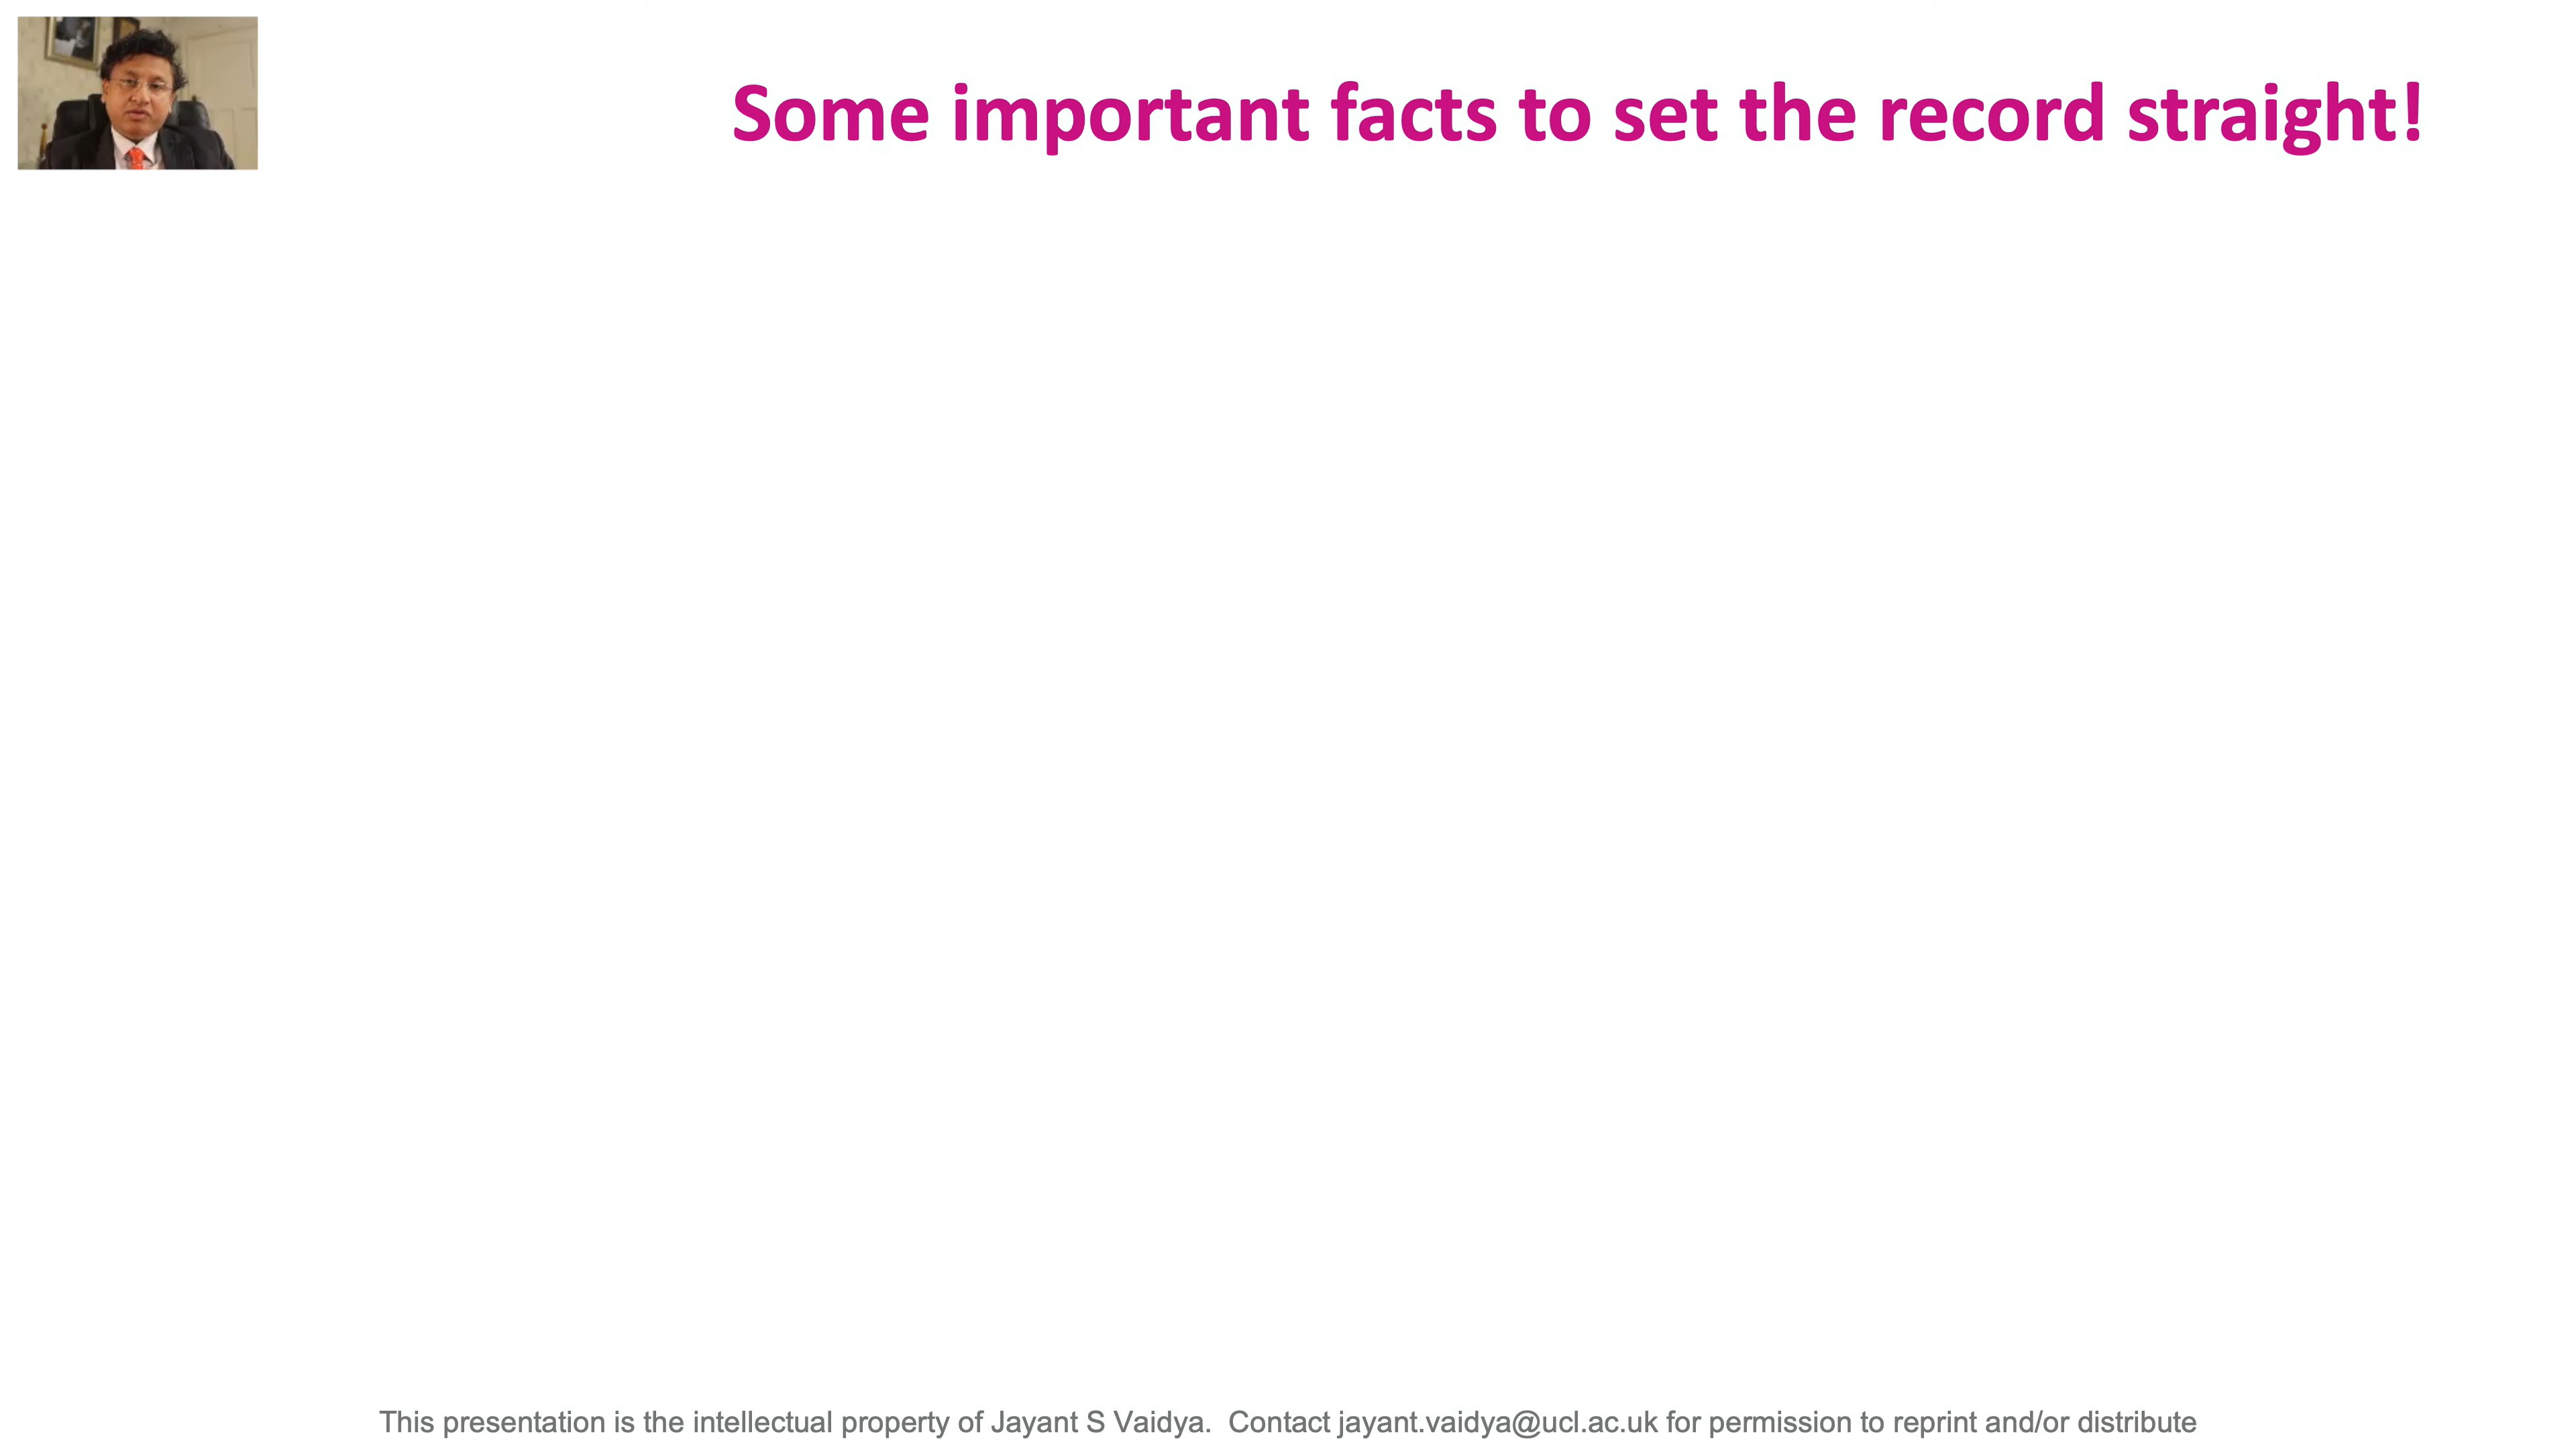 Some important facts to set the record straight!
This presentation is the intellectual property of Jayant S Vaidya.  Contact jayant.vaidya@ucl.ac.uk for permission to reprint and/or distribute